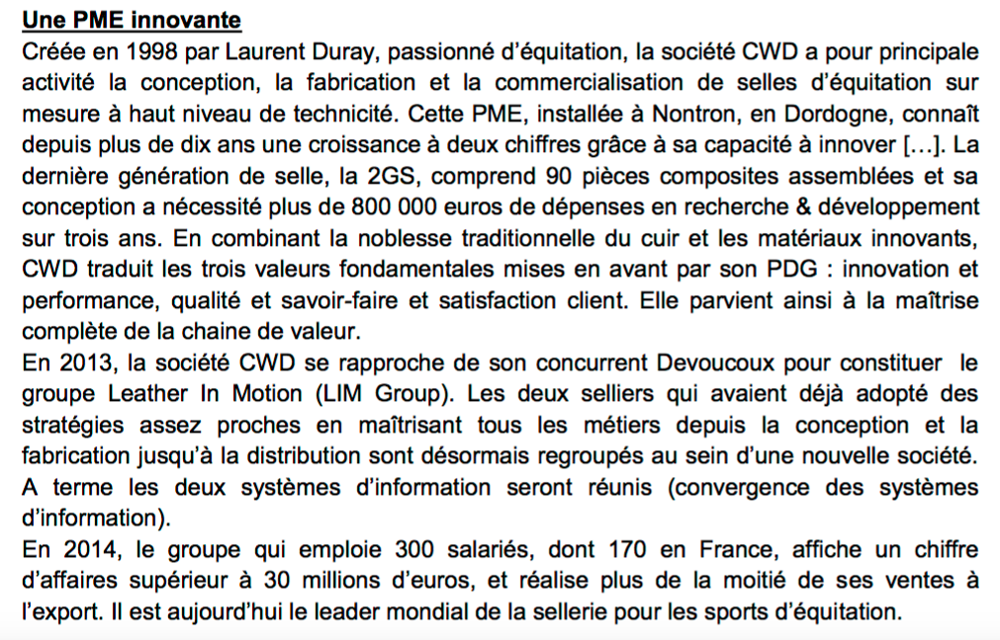 Une PME innovante
Créée en 1998 par Laurent Duray, passionné d’équitation, la société CWD a pour principale
activité la conception, la fabrication et la commercialisation de selles d’équitation sur
mesure à haut niveau de technicité. Cette PME, installée à Nontron, en Dordogne, connaît
depuis plus de dix ans une croissance à deux chiffres grâce à sa capacité à innover […]. La
dernière génération de selle, la 2GS, comprend 90 pièces composites assemblées et sa
conception a nécessité plus de 800 000 euros de dépenses en recherche & développement
sur trois ans. En combinant la noblesse traditionnelle du cuir et les matériaux innovants,
CWD traduit les trois valeurs fondamentales mises en avant par son PDG : innovation et
performance, qualité et savoir-faire et satisfaction client. Elle parvient ainsi à la maîtrise
complète de la chaine de valeur.
En 2013, la société CWD se rapproche de son concurrent Devoucoux pour constituer le
groupe Leather In Motion (LIM Group). Les deux selliers qui avaient déjà adopté des
stratégies assez proches en maîtrisant tous les métiers depuis la conception et la
fabrication jusqu’à la distribution sont désormais regroupés au sein d’une nouvelle société.
A terme les deux systèmes d’information seront réunis (convergence des systèmes
d’information).
En 2014, le groupe qui emploie 300 salariés, dont 170 en France, affiche un chiffre
d’affaires supérieur à 30 millions d’euros, et réalise plus de la moitié de ses ventes à
l’export. Il est aujourd’hui le leader mondial de la sellerie pour les sports d’équitation.